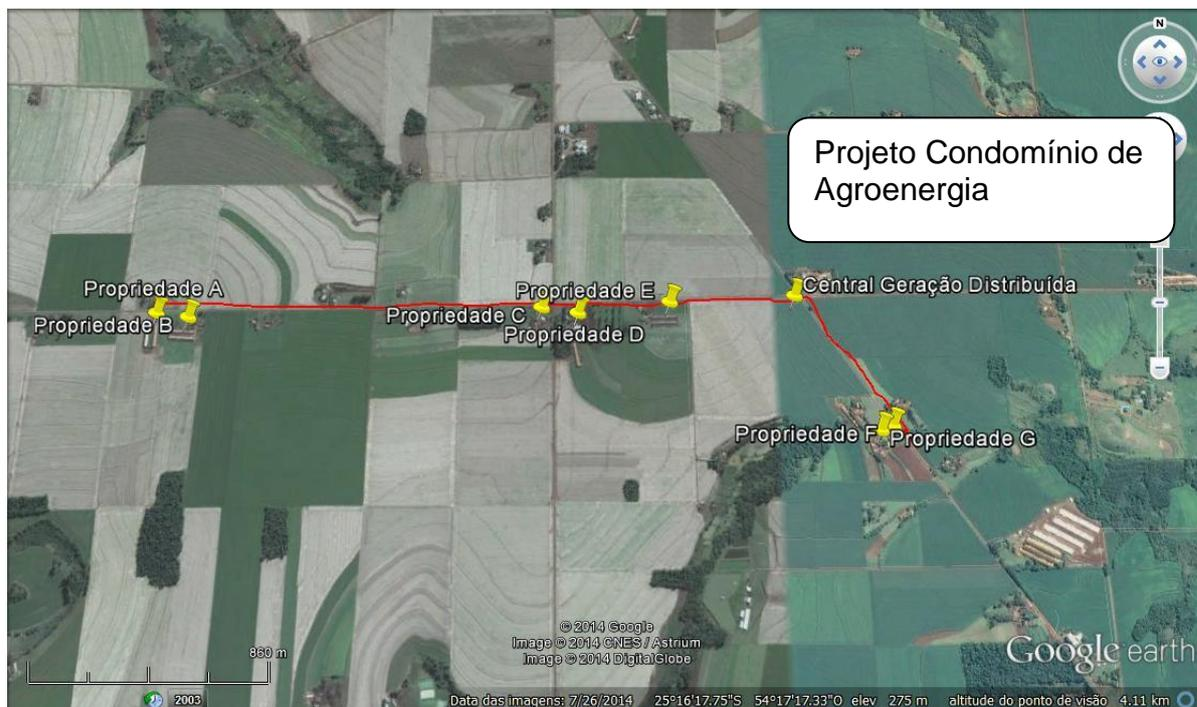 N
Projeto Condomínio de
Agroenergia
Propriedade A
Propriedade E
Central Geração Distribuída
Propriedade B
Propriedade C
Propriedade D
Propriedade F
Propriedade G
© 2014 Google
Image © 2014 CNES / Astrium
Image © 2014 DigitalGlobe
860 m
Google earth
2003
Data das imagens: 7/26/2014 25°16'17.75"S 54°17'17.33"O elev 275 m altitude do ponto de visão 4.11 km